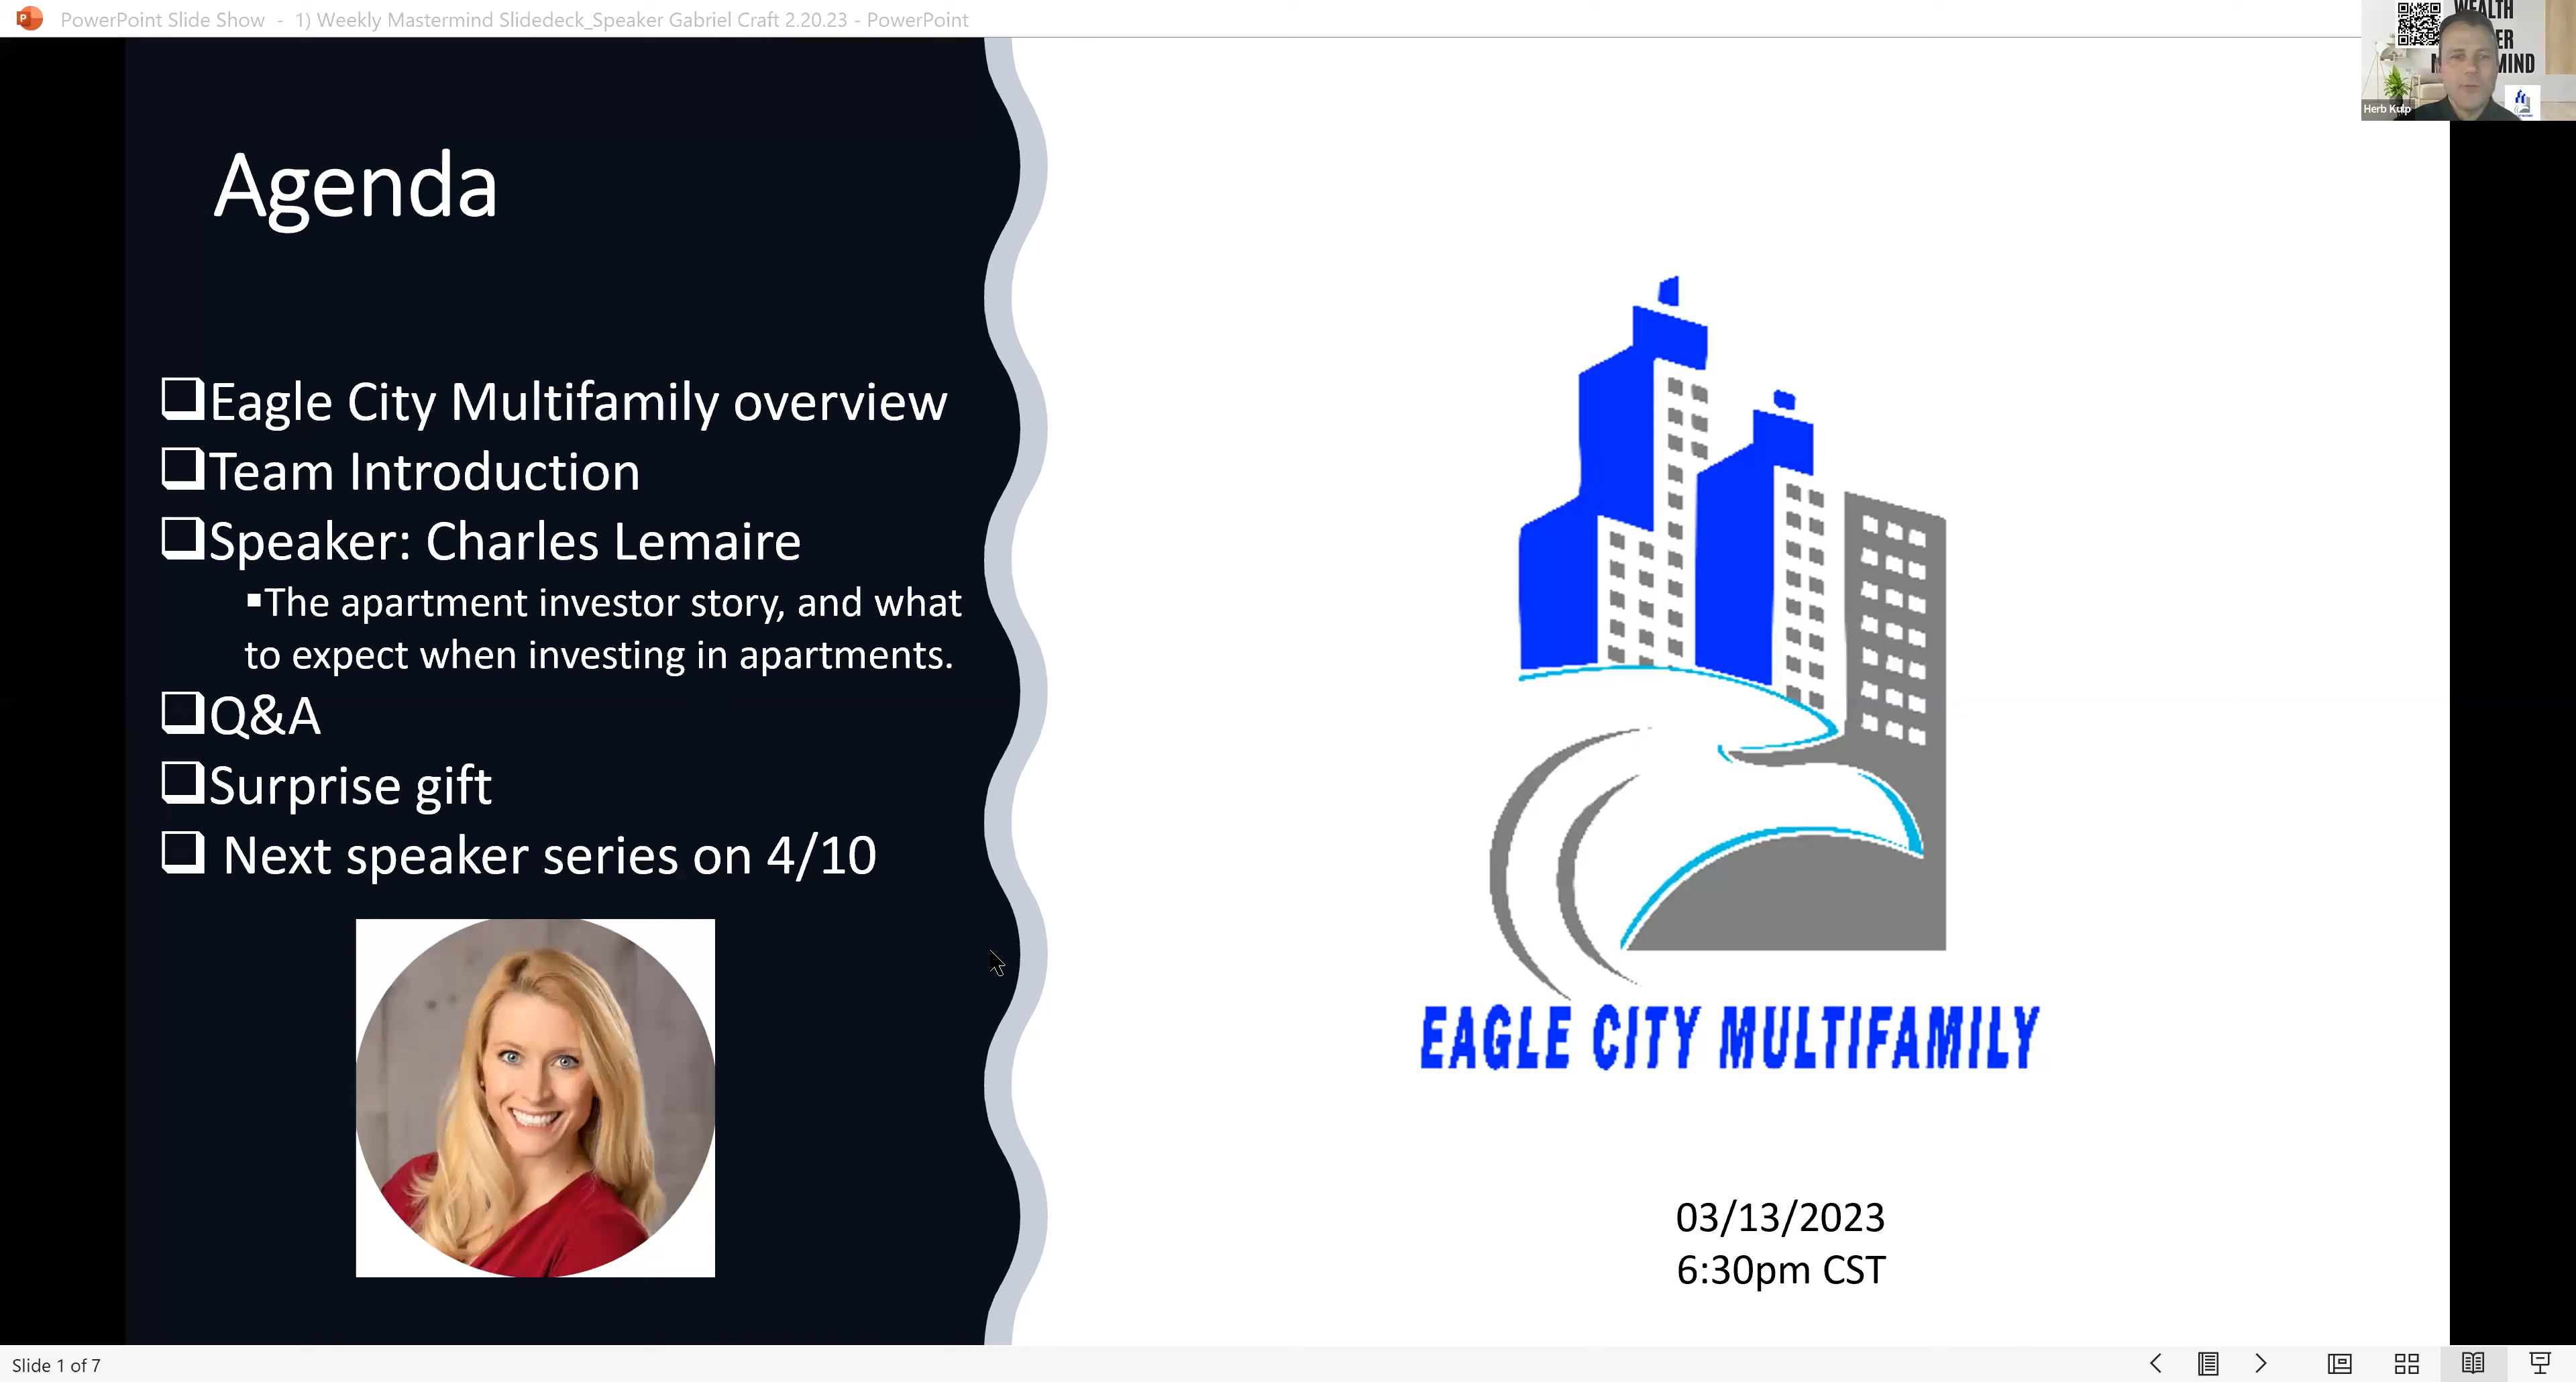 PowerPoint Slide Show - 1) Weekly Mastermind Slidedeck_Speaker Gabriel Craft 2.20.23 - PowerPoint
WEALTH
ER
MIND
Herb Kulp
Agenda
Eagle City Multifamily overview
Team Introduction
Speaker: Charles Lemaire
The apartment investor story, and what
to expect when investing in apartments.
Q&A
Surprise gift
Next speaker series on 4/10
EAGLE CITY MULTIFAMILY
03/13/2023
6:30pm CST
Slide 1 of 7